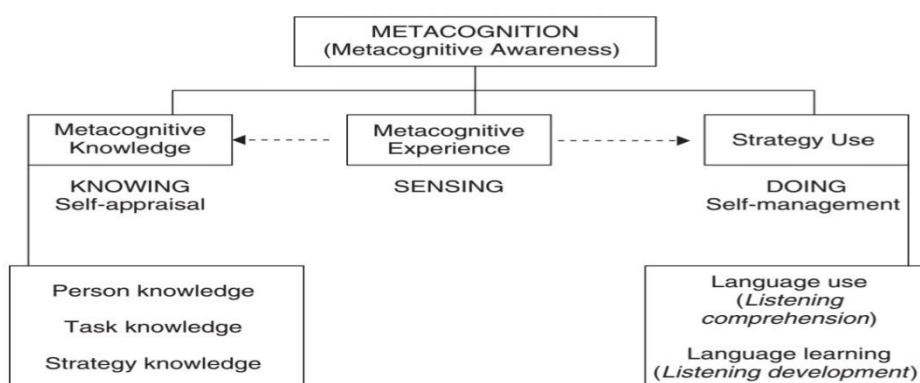 METACOGNITION
(Metacognitive Awareness)
Metacognitive
Knowledge
Metacognitive
Experience
Strategy Use
KNOWING
Self-appraisal
SENSING
DOING
Self-management
Person knowledge
Task knowledge
Strategy knowledge
Language use
(Listening
comprehension)
Language learning
(Listening development)